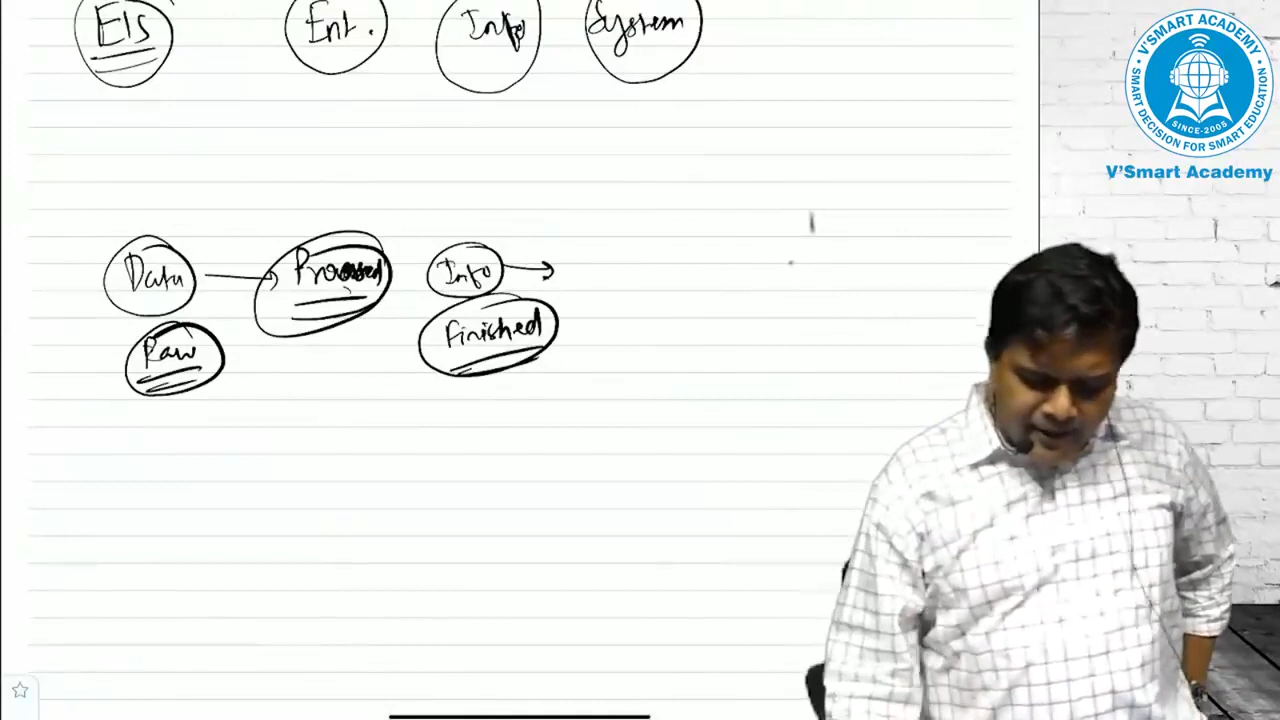 EIS Ent. Info System
Data Processed Info
Raw Finished
V'SMART ACADEMY
SMART DECISION FOR SMART EDUCATION
SINCE-2005
V'Smart Academy